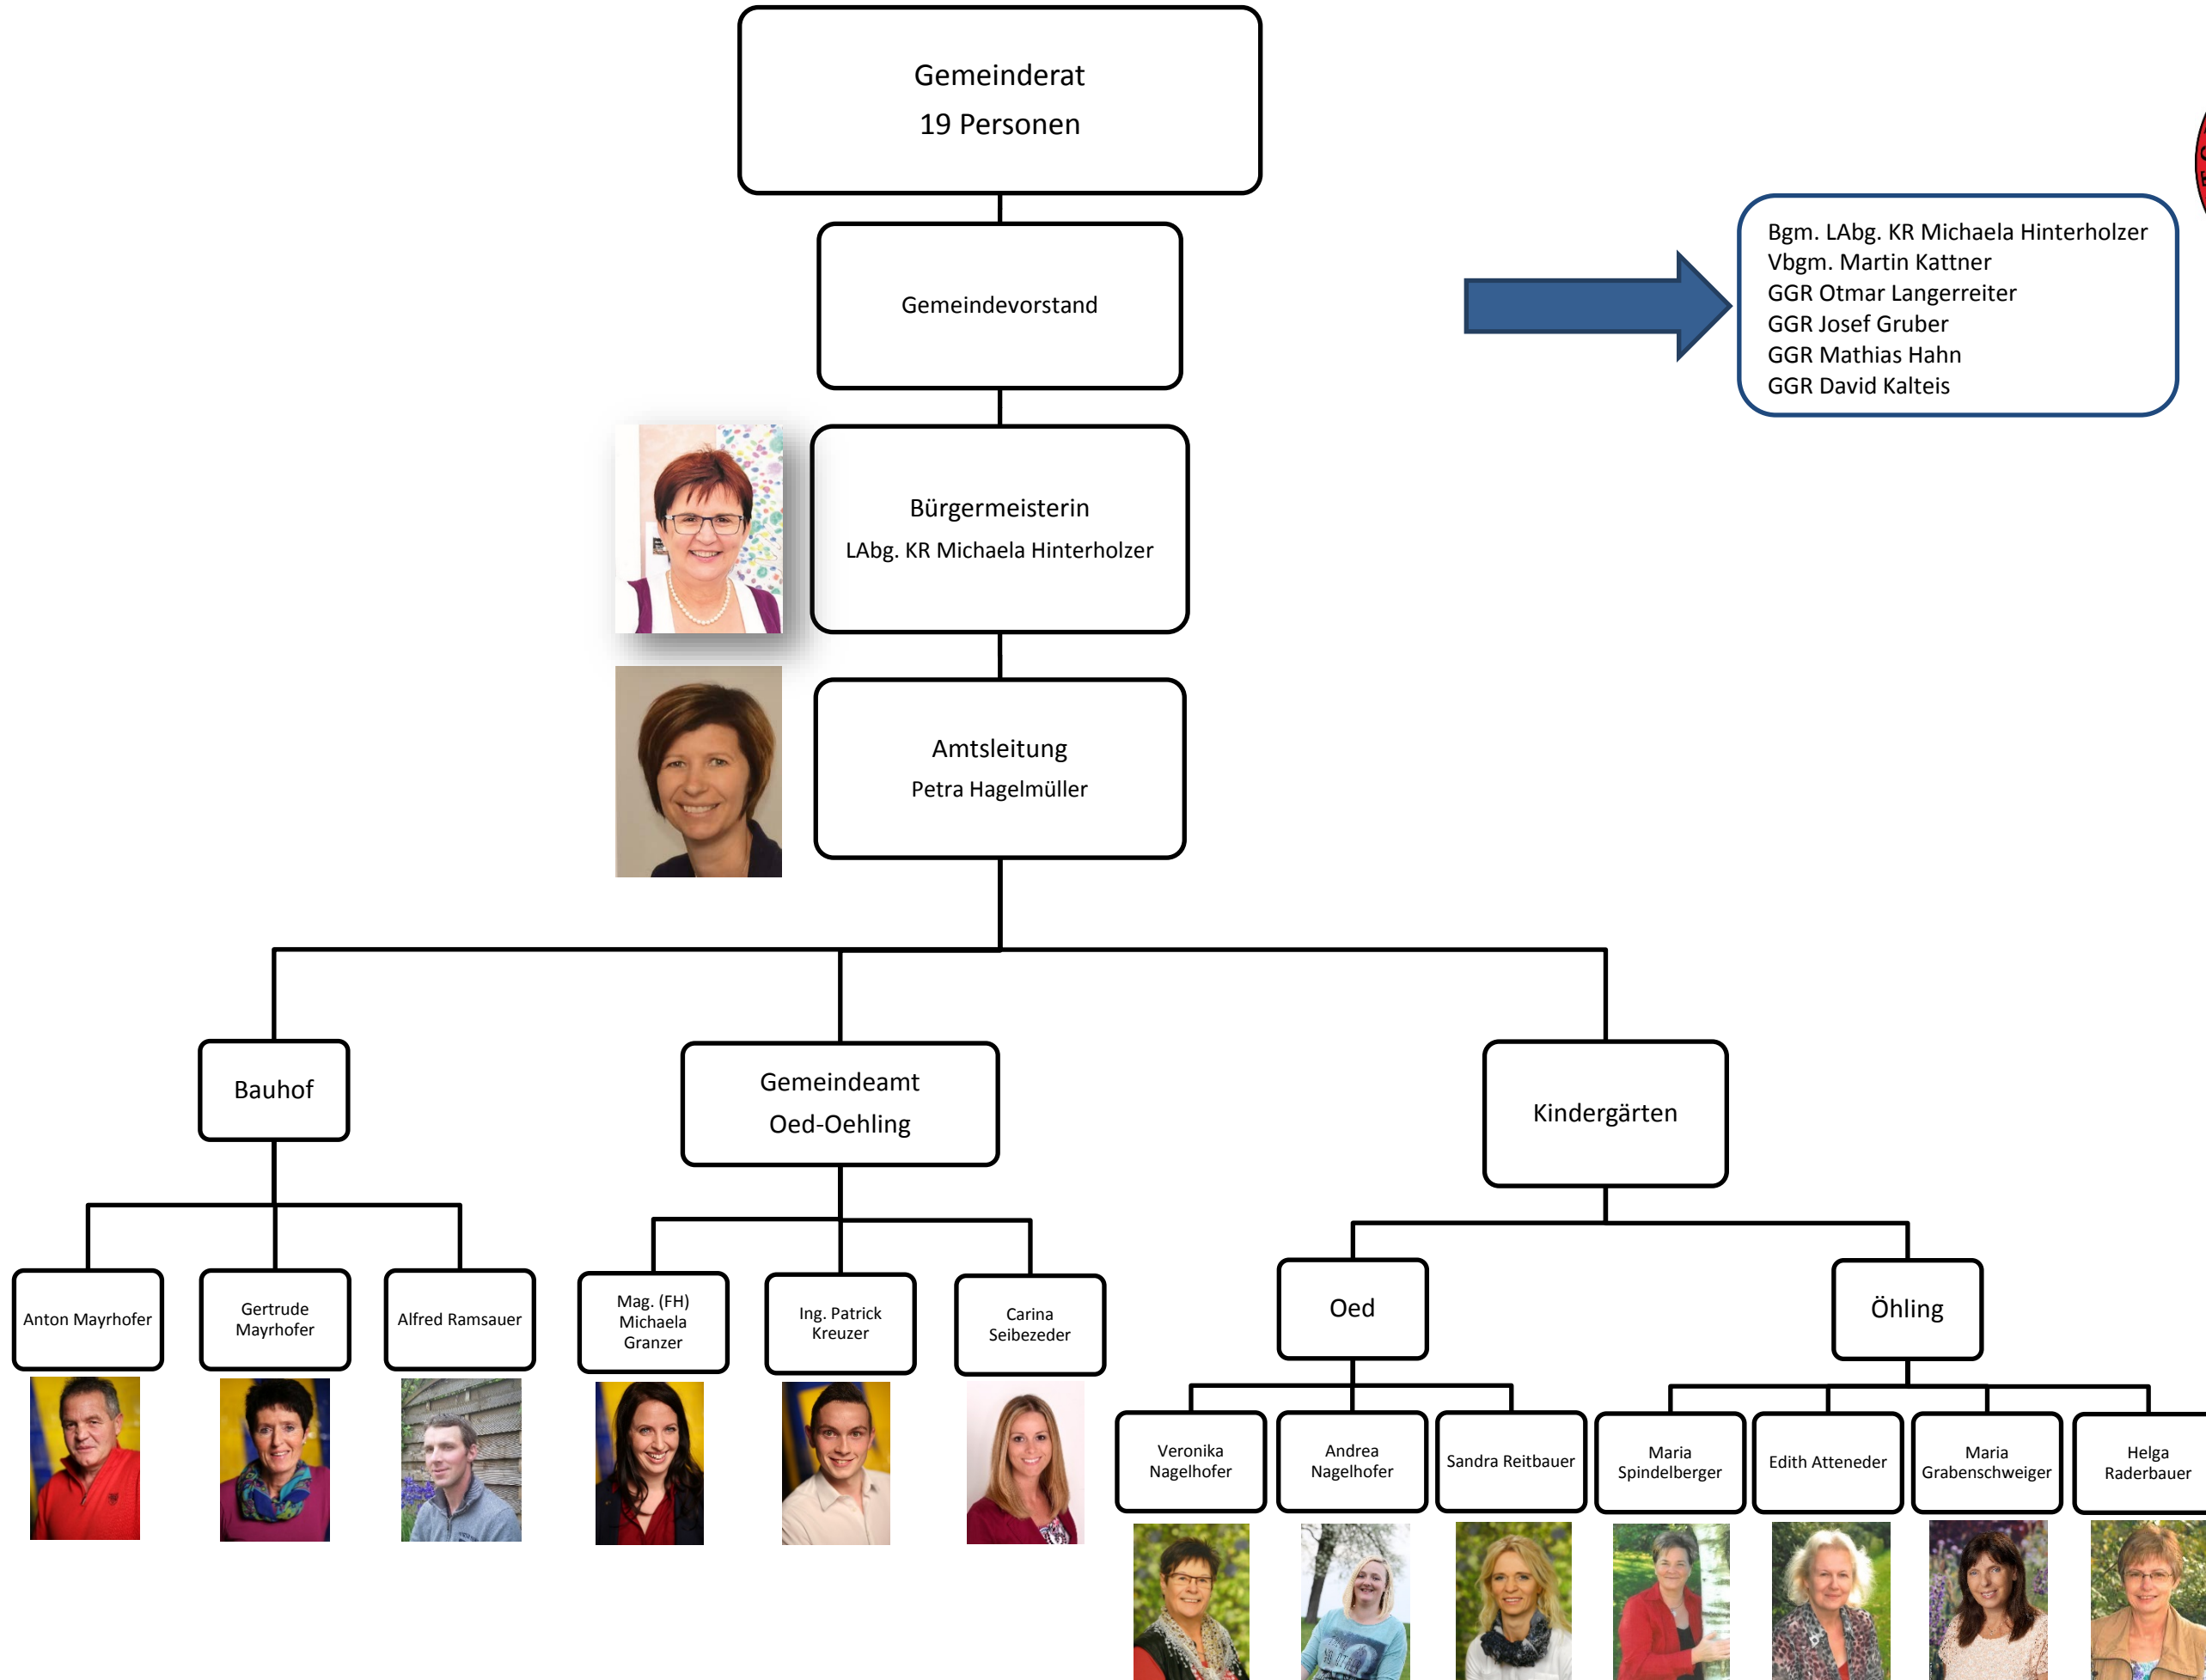 Gemeinderat
19 Personen
Gemeindevorstand
Bgm. LAbg. KR Michaela Hinterholzer
Vbgm. Martin Kattner
GGR Otmar Langerreiter
GGR Josef Gruber
GGR Mathias Hahn
GGR David Kalteis
Bürgermeisterin
LAbg. KR Michaela Hinterholzer
Amtsleitung
Petra Hagelmüller
Bauhof
Gemeindeamt
Oed-Oehling
Kindergärten
Anton Mayrhofer
Gertrude
Mayrhofer
Alfred Ramsauer
Mag. (FH)
Michaela
Granzer
Ing. Patrick
Kreuzer
Carina
Seibezeder
Oed
Öhling
Veronika
Nagelhofer
Andrea
Nagelhofer
Sandra Reitbauer
Maria
Spindelberger
Edith Atteneder
Maria
Grabenschweiger
Helga
Raderbauer